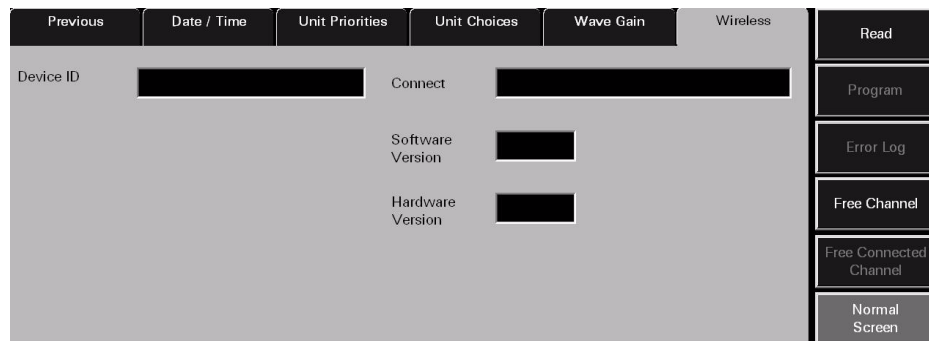 Previous
Date / Time
Unit Priorities
Unit Choices
Wave Gain
Wireless
Read
Device ID
Connect
Program
Software
Version
Error Log
Hardware
Version
Free Channel
Free Connected
Channel
Normal
Screen